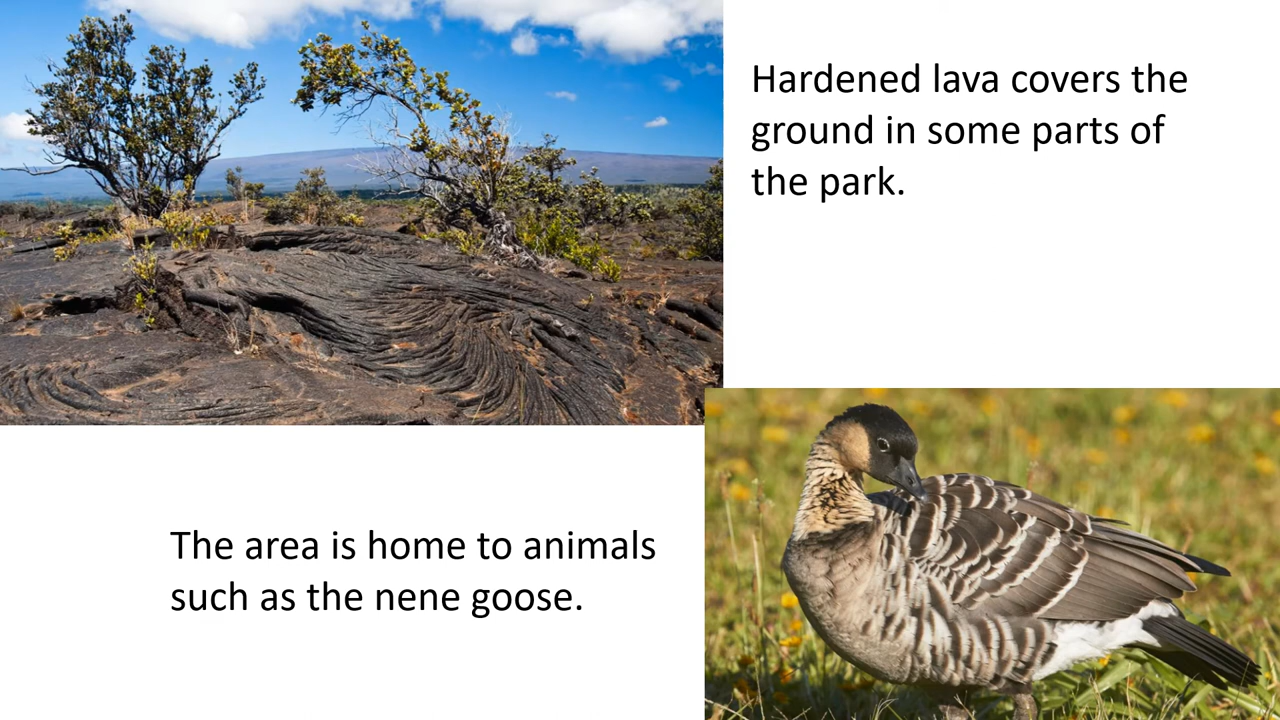 Hardened lava covers the
ground in some parts of
the park.
The area is home to animals
such as the nene goose.